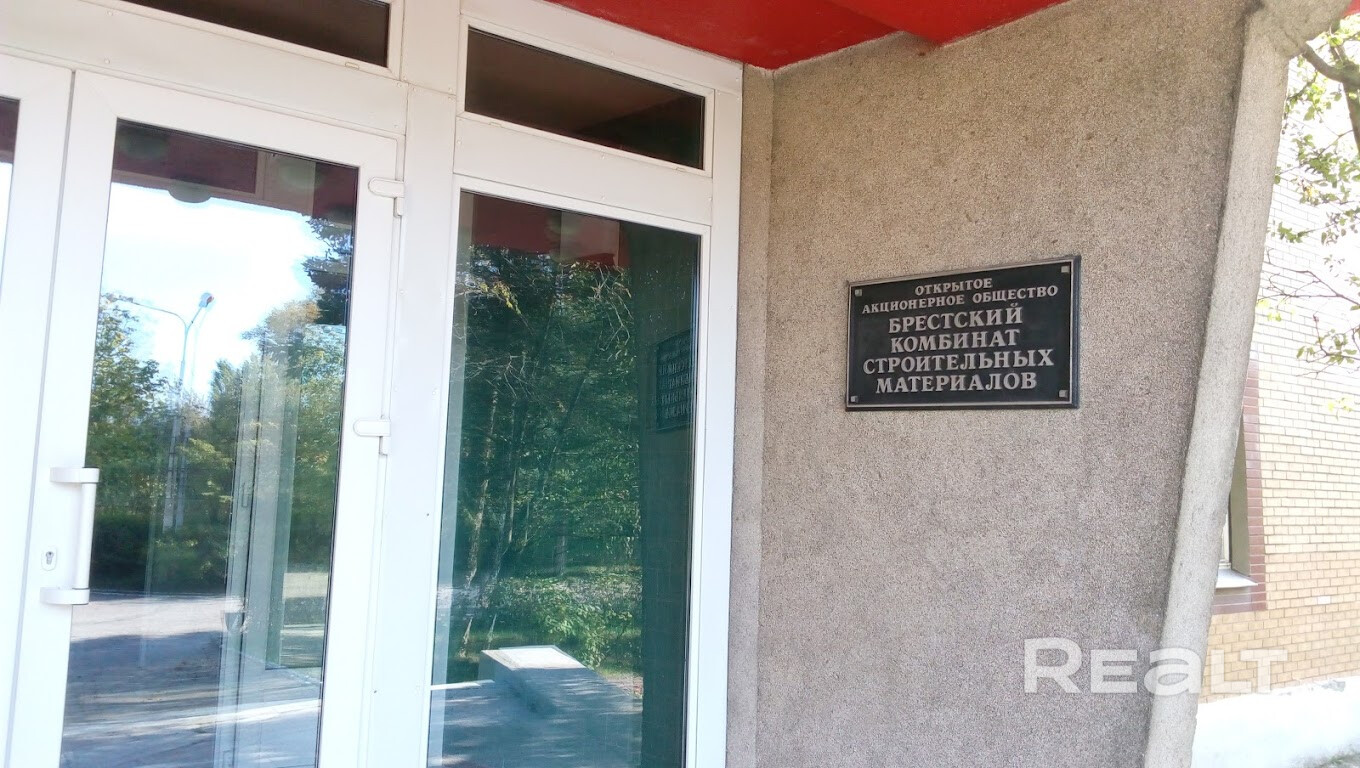 ОТКРЫТОЕ
АКЦИОНЕРНОЕ ОБЩЕСТВО
БРЕСТСКИЙ
КОМБИНАТ
СТРОИТЕЛЬНЫХ
МАТЕРИАЛОВ
REALT